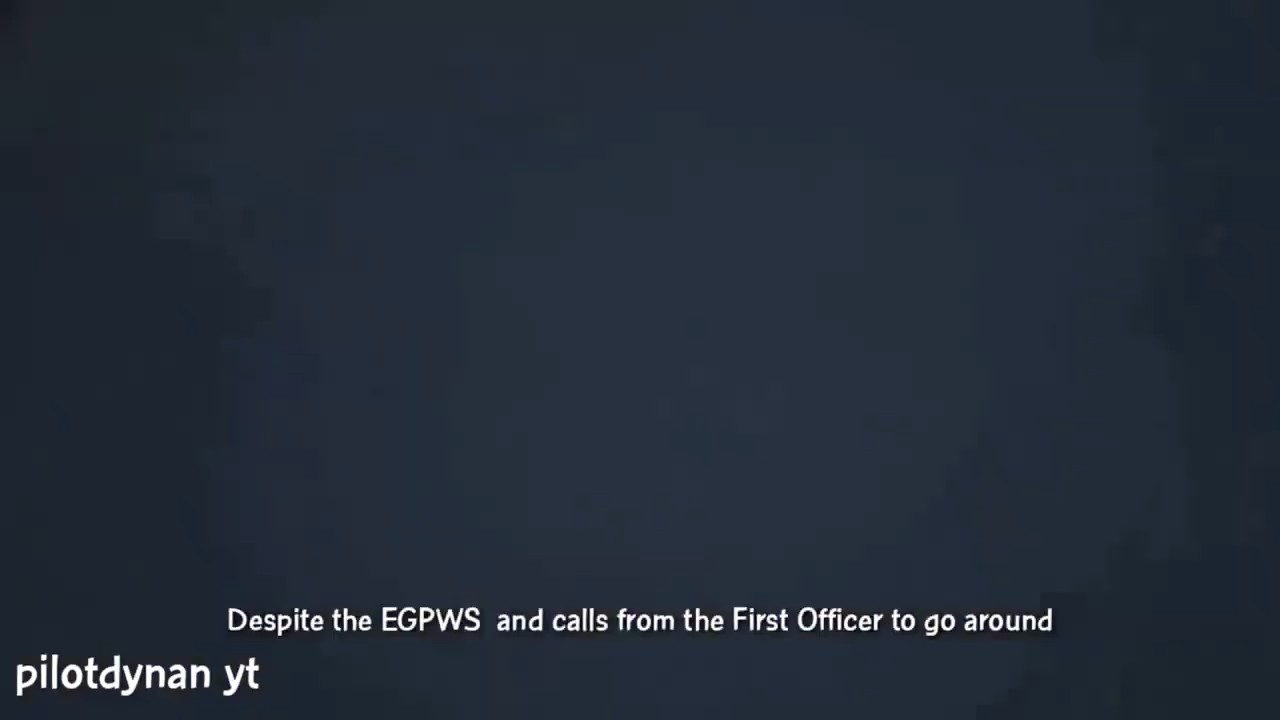 Despite the EGPWS  and calls from the First Officer to go around
pilotdynan yt